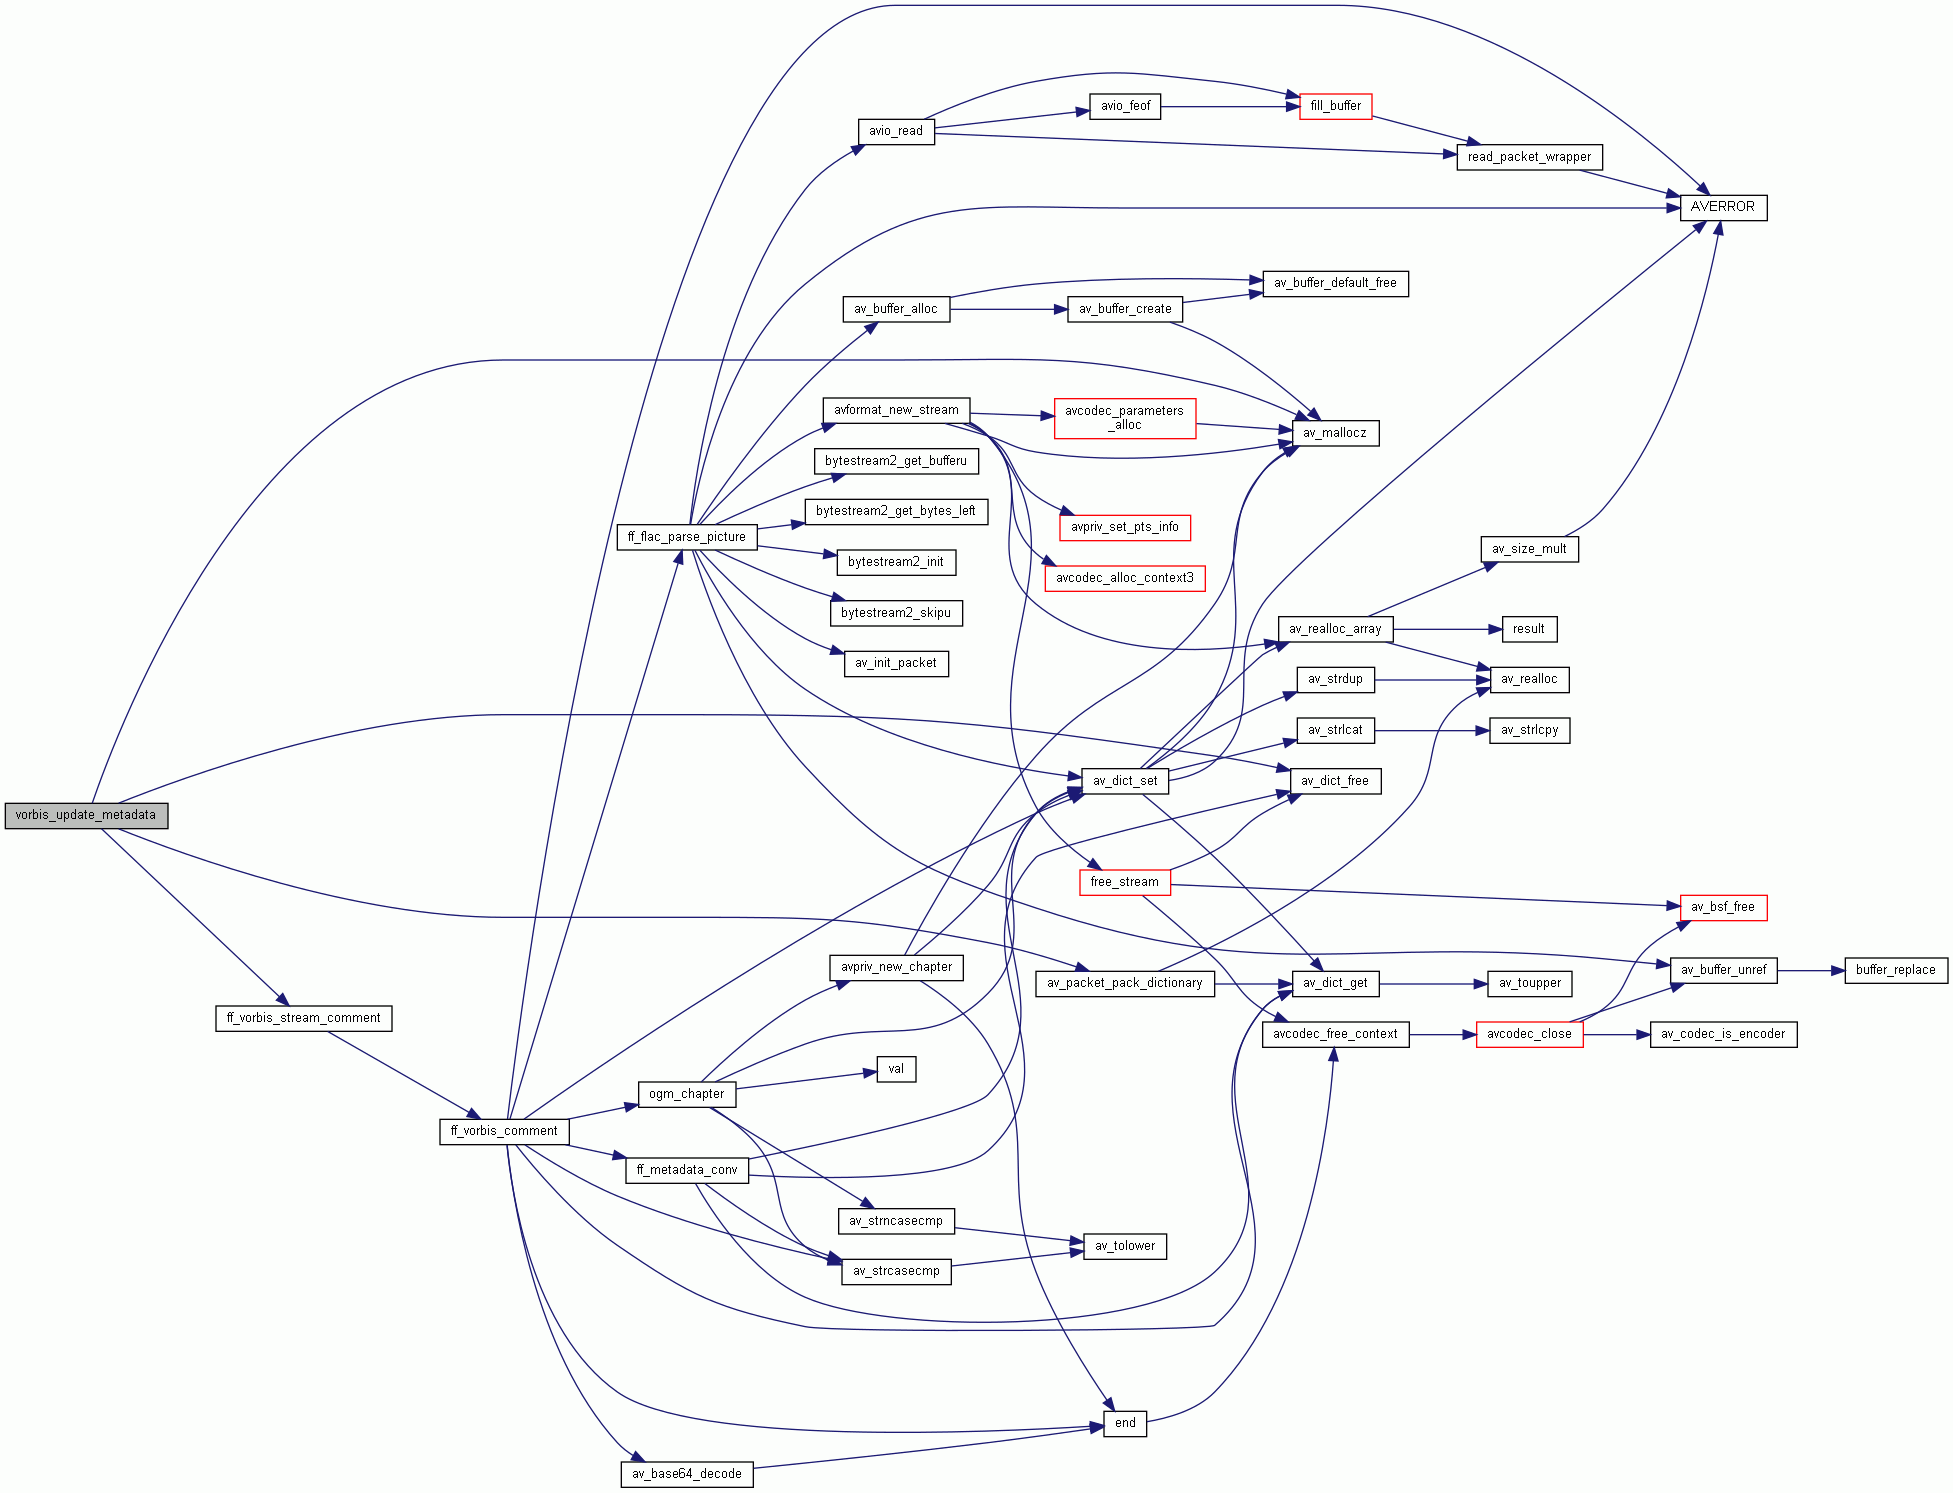 fill_buffer
avio_feof
avio_read
read_packet_wrapper
AVERROR
av_buffer_default_free
av_buffer_alloc
av_buffer_create
avformat_new_stream
avcodec_parameters
_alloc
av_mallocz
bytestream2_get_bufferu
bytestream2_get_bytes_left
avpriv_set_pts_info
ff_flac_parse_picture
av_size_mult
bytestream2_init
avcodec_alloc_context3
bytestream2_skipu
av_realloc_array
result
av_init_packet
av_strdup
av_realloc
av_strlcat
av_strlcpy
av_dict_set
av_dict_free
vorbis_update_metadata
free_stream
av_bsf_free
avpriv_new_chapter
av_buffer_unref
buffer_replace
av_packet_pack_dictionary
av_dict_get
av_toupper
ff_vorbis_stream_comment
avcodec_free_context
avcodec_close
av_codec_is_encoder
val
ogm_chapter
ff_vorbis_comment
ff_metadata_conv
av_strncasecmp
av_tolower
av_strcasecmp
end
av_base64_decode